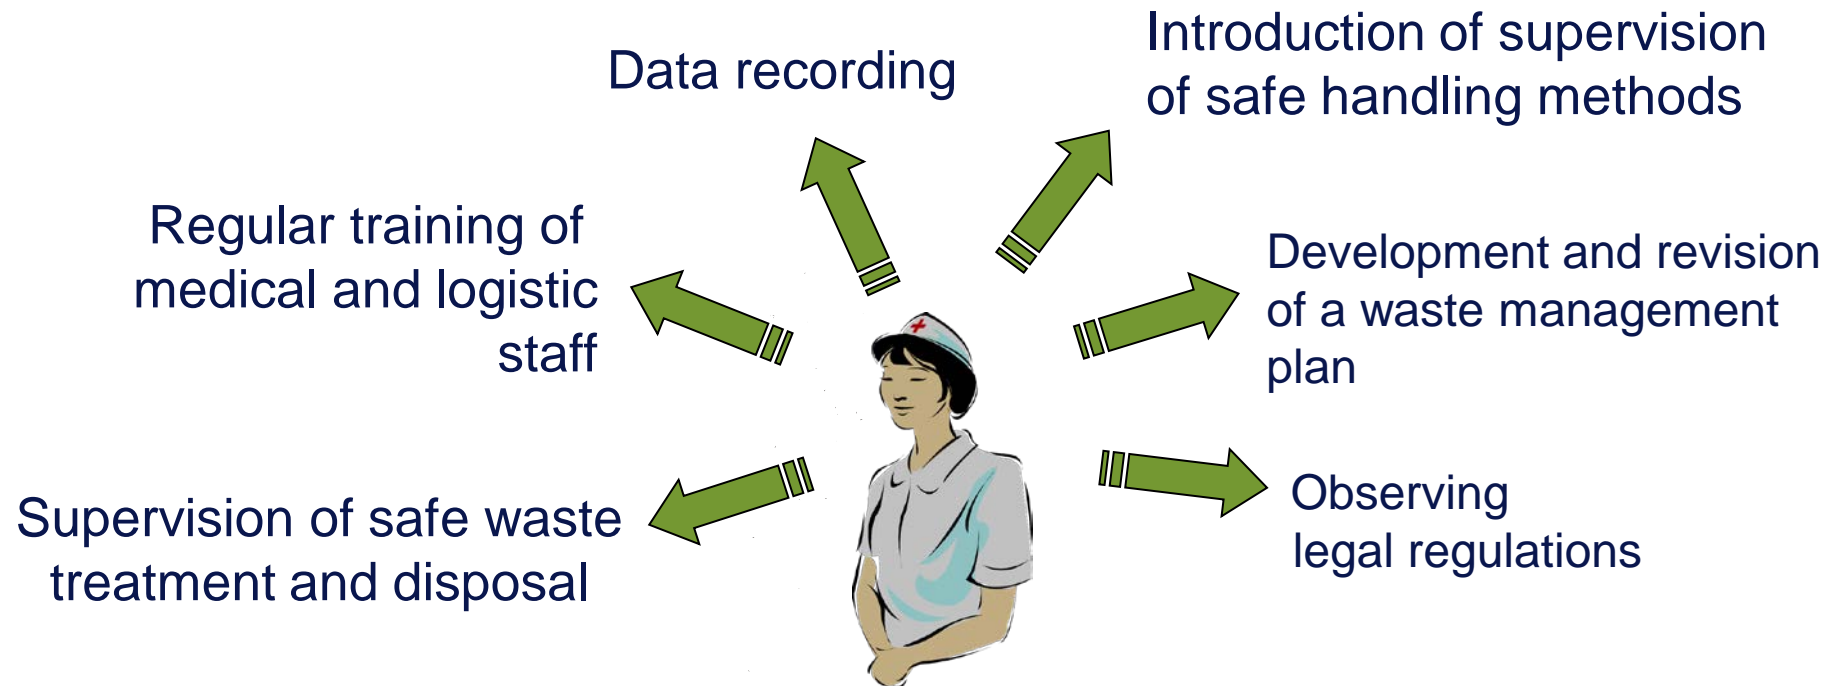 Data recording
Introduction of supervision
of safe handling methods
Regular training of
medical and logistic
staff
Development and revision
of a waste management
plan
Supervision of safe waste
treatment and disposal
Observing
legal regulations